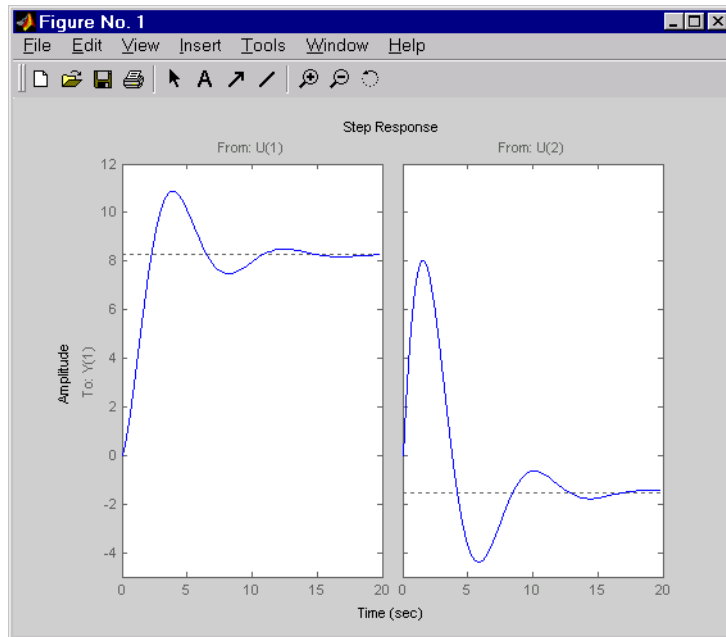 Figure No. 1
File Edit View Insert Tools Window Help
A
Step Response
From: U(1) From: U(2)
12
10
8
6
4
2
0
-2
-4
Amplitude
To: Y(1)
0 5 10 15 20 0 5 10 15 20
Time (sec)